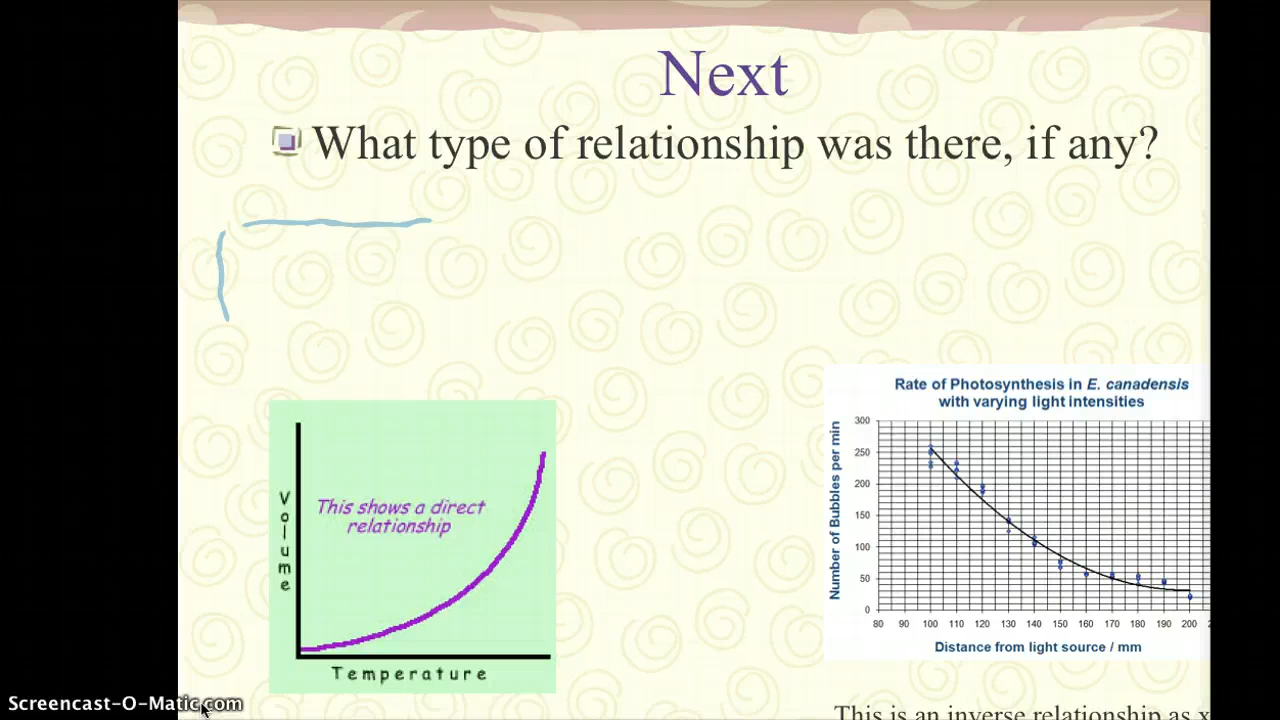 Next
What type of relationship was there, if any?
This shows a direct
relationship
Volume
Temperature
Rate of Photosynthesis in E. canadensis
with varying light intensities
Number of Bubbles per min
300
250
200
150
100
50
0
80 90 100 110 120 130 140 150 160 170 180 190 200 2
Distance from light source / mm
This is an inverse relationship as x
Screencast-O-Matic.com